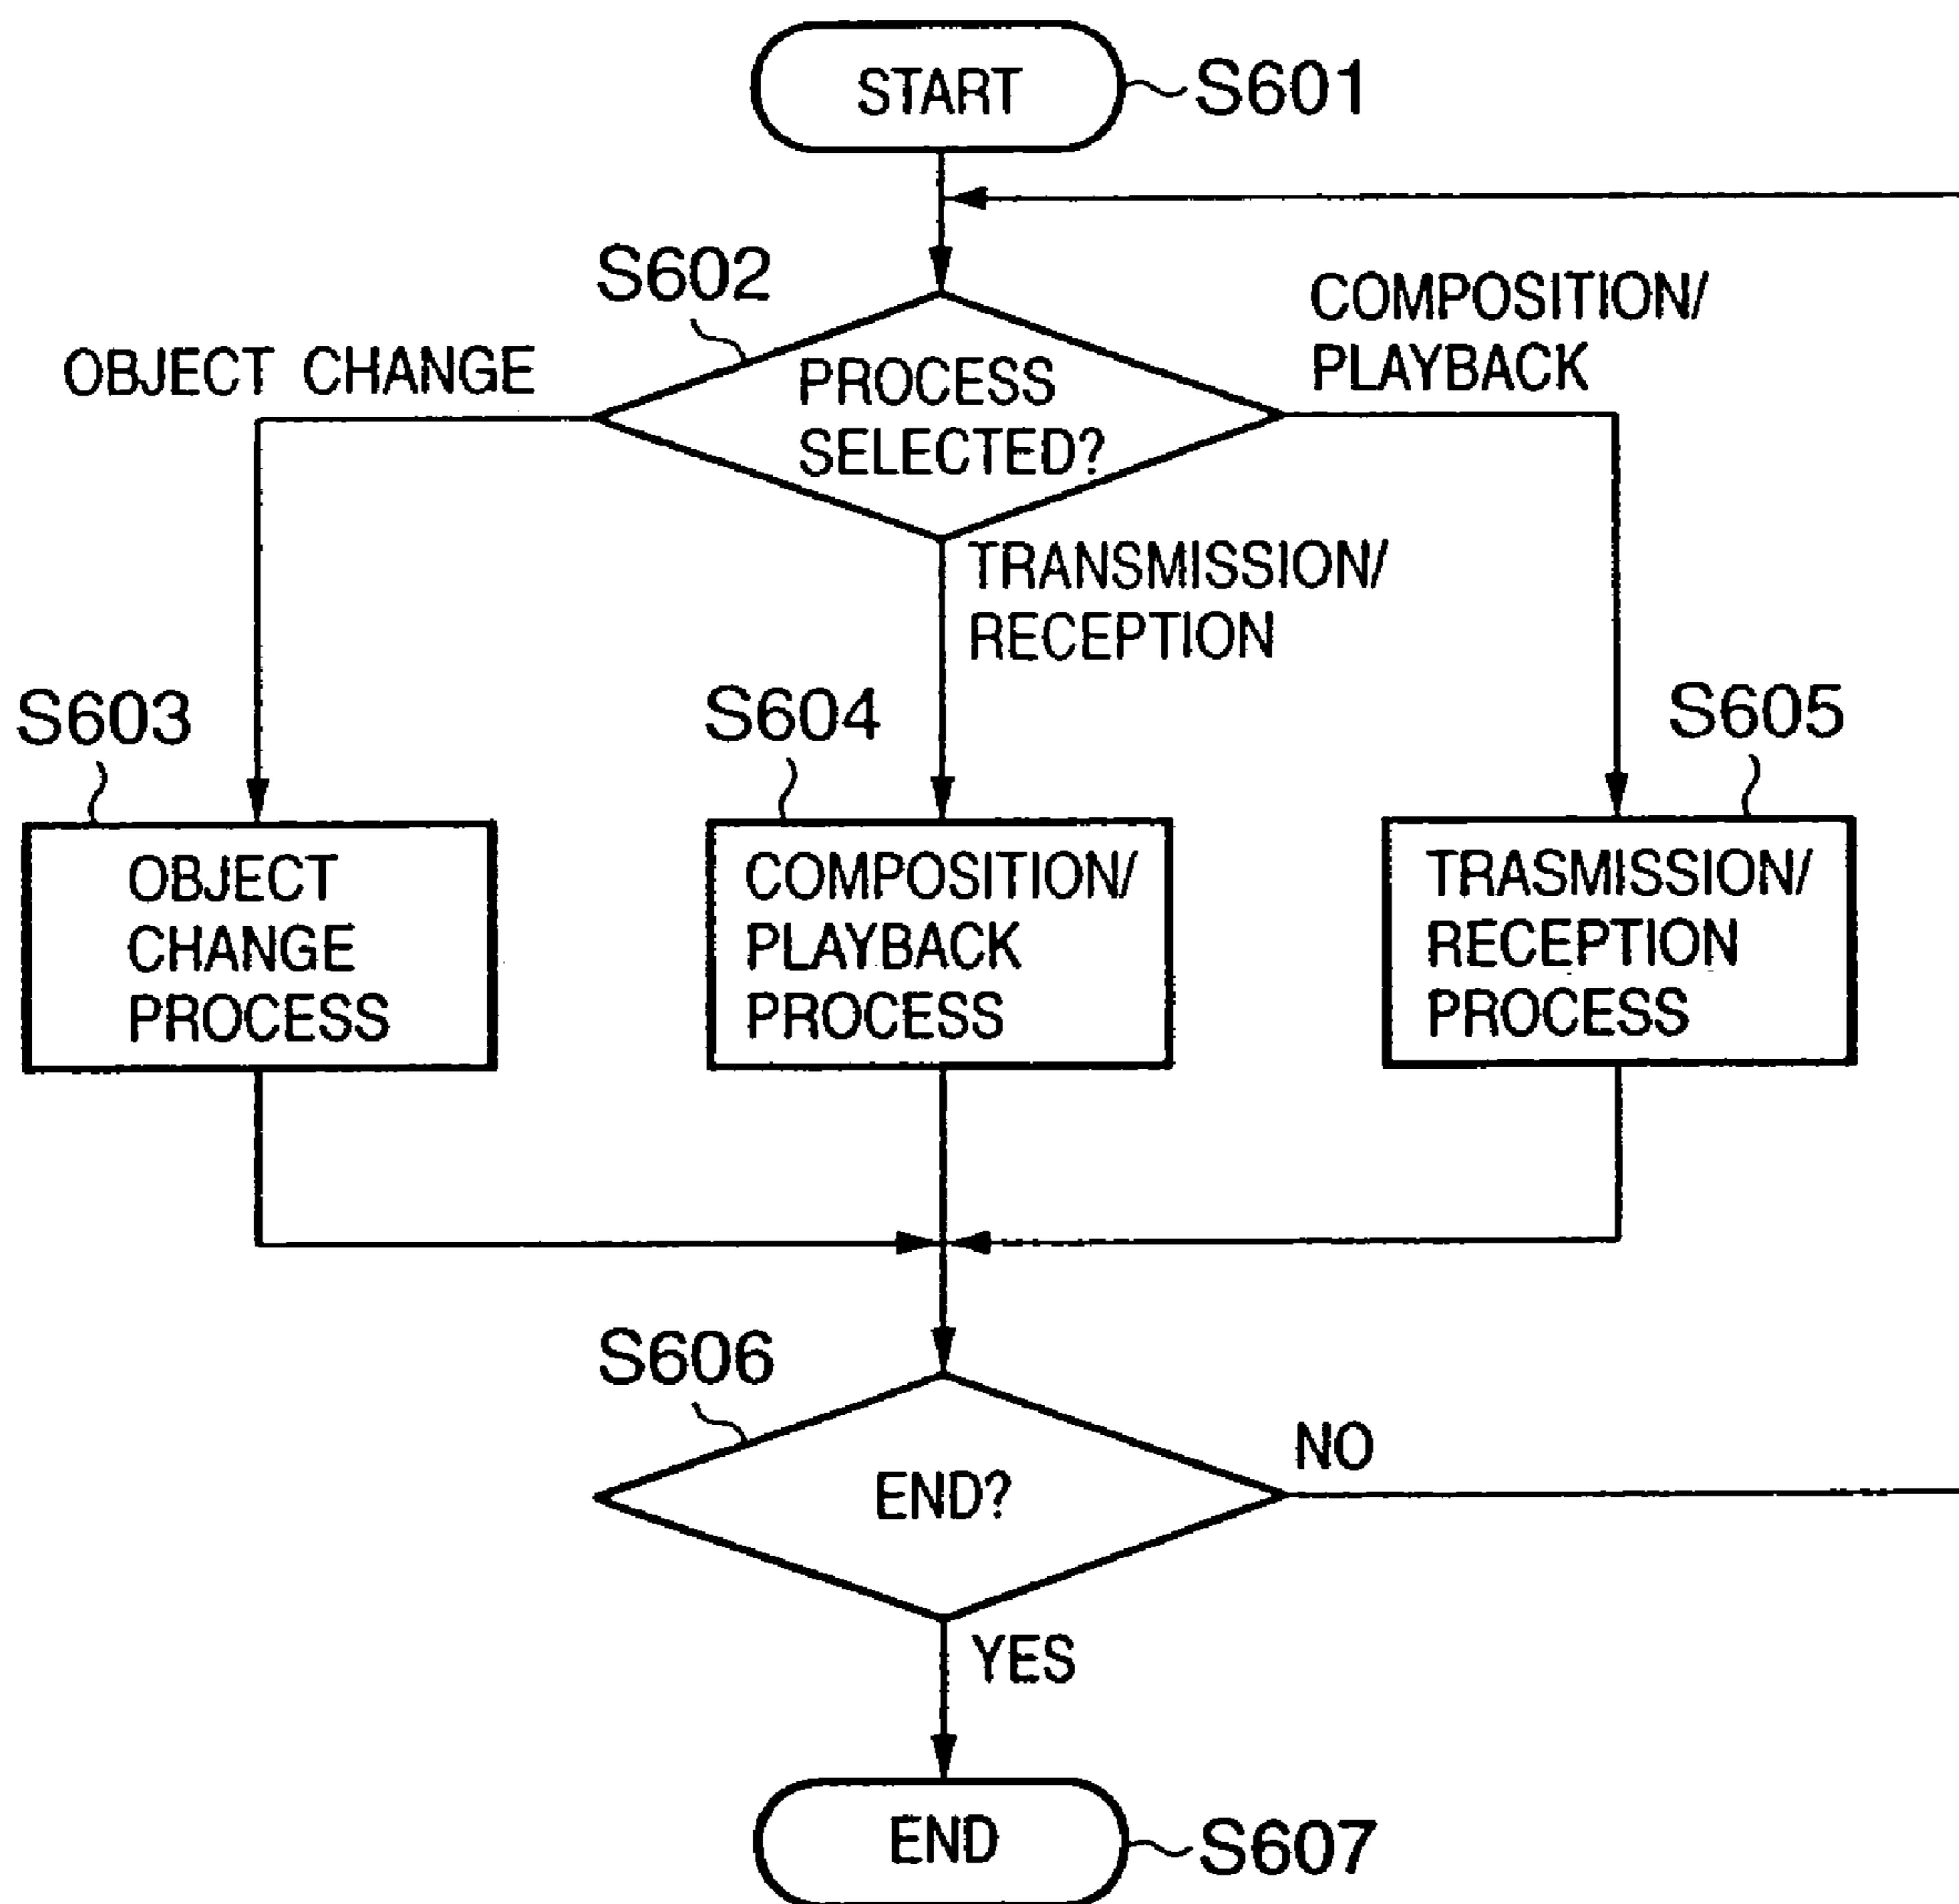 START
S601
S602
COMPOSITION/
PLAYBACK
OBJECT CHANGE
PROCESS
SELECTED?
TRANSMISSION/
RECEPTION
S603
S604
S605
OBJECT
CHANGE
PROCESS
COMPOSITION/
PLAYBACK
PROCESS
TRASMISSION/
RECEPTION
PROCESS
S606
END?
NO
YES
END
S607